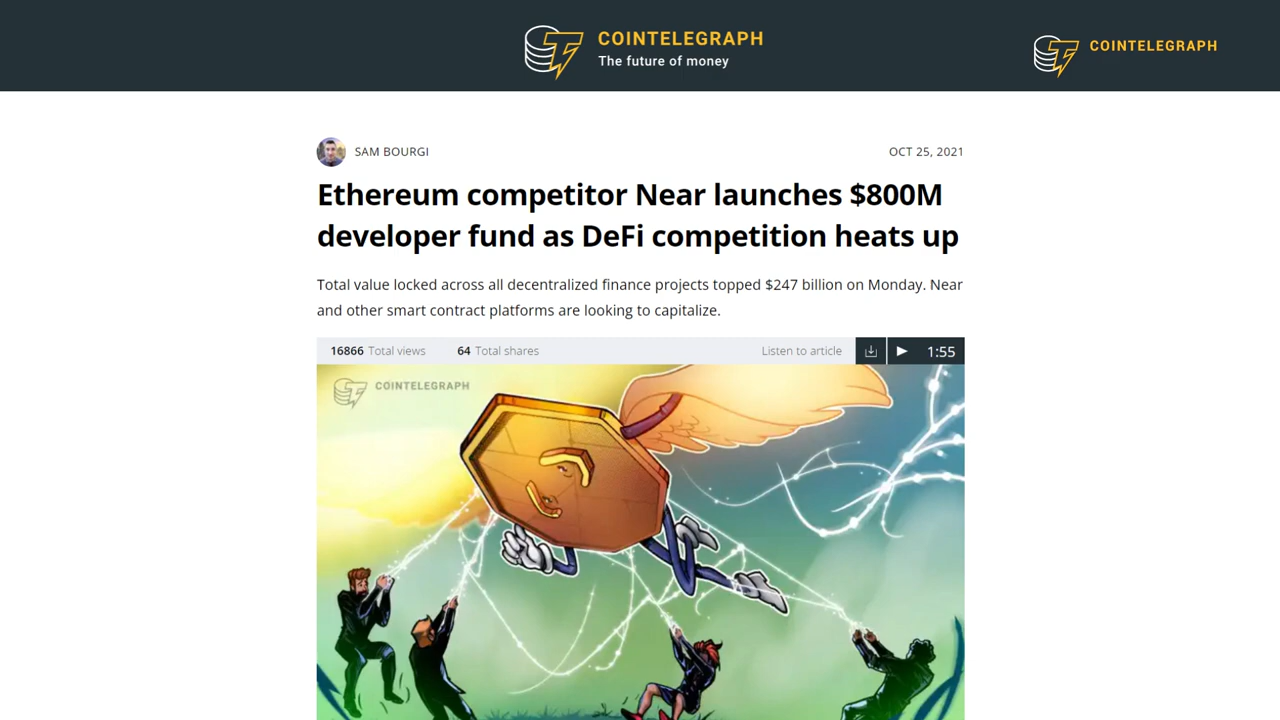 COINTELEGRAPH
The future of money
COINTELEGRAPH
SAM BOURGI
OCT 25, 2021
Ethereum competitor Near launches $800M
developer fund as DeFi competition heats up
Total value locked across all decentralized finance projects topped $247 billion on Monday. Near
and other smart contract platforms are looking to capitalize.
16866 Total views
64 Total shares
Listen to article
1:55
COINTELEGRAPH